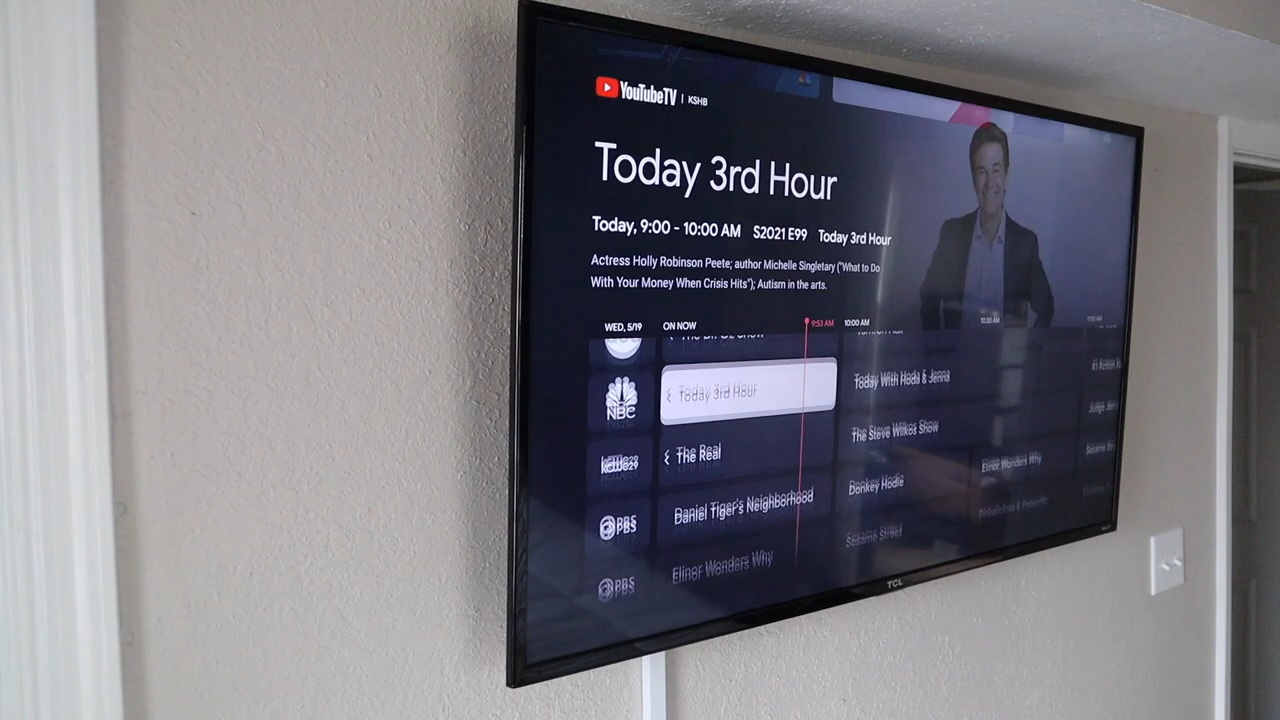 YouTubeTV | KSHB
Today 3rd Hour
Today, 9:00 - 10:00 AM S2021 E99 Today 3rd Hour
Actress Holly Robinson Peete; author Michelle Singletary ("What to Do
With Your Money When Crisis Hits"); Autism in the arts.
WED, 5/19 ON NOW 9:53 AM 10:00 AM 10:30 AM
NBC < Today 3rd Hour Today With Hoda & Jenna
kcwe29 < The Real The Steve Wilkos Show
PBS Daniel Tiger's Neighborhood Donkey Hodie Elinor Wonders Why Sesame
PBS Elinor Wonders Why Sesame Street
TCL